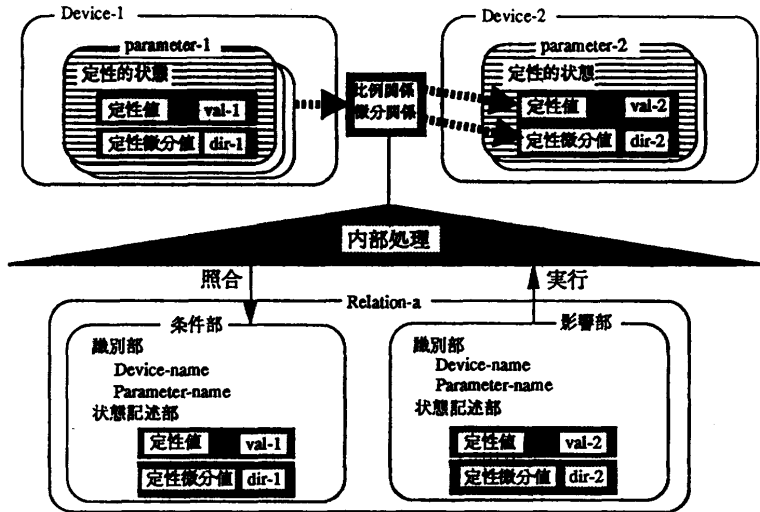 Device-1
parameter-1
定性的状態
定性値 val-1
定性微分値 dir-1
比例関係
微分関係
Device-2
parameter-2
定性的状態
定性値 val-2
定性微分値 dir-2
内部処理
照合
実行
Relation-a
条件部
識別部
Device-name
Parameter-name
状態記述部
定性値 val-1
定性微分値 dir-1
影響部
識別部
Device-name
Parameter-name
状態記述部
定性値 val-2
定性微分値 dir-2